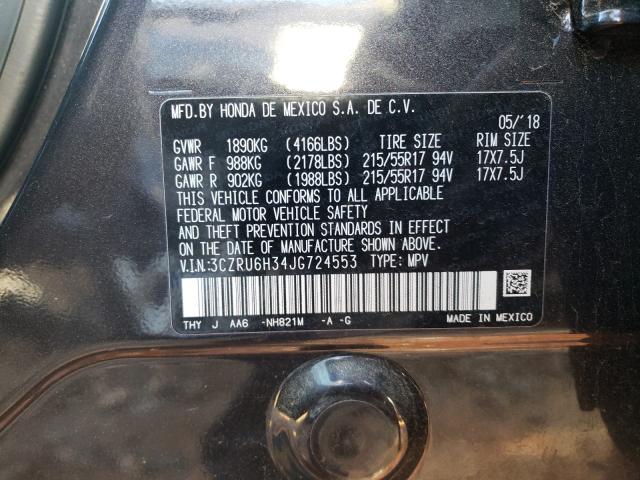 MFD.BY HONDA DE MEXICO S.A. DE C.V.
05/'18
GVWR 1890KG (4166LBS) TIRE SIZE RIM SIZE
GAWR F 988KG (2178LBS) 215/55R17 94V 17X7.5J
GAWR R 902KG (1988LBS) 215/55R17 94V 17X7.5J
THIS VEHICLE CONFORMS TO ALL APPLICABLE
FEDERAL MOTOR VEHICLE SAFETY
AND THEFT PREVENTION STANDARDS IN EFFECT
ON THE DATE OF MANUFACTURE SHOWN ABOVE.
V.I.N:3CZRU6H34JG724553 TYPE: MPV
THY J AA6 -NH821M -A -G MADE IN MEXICO